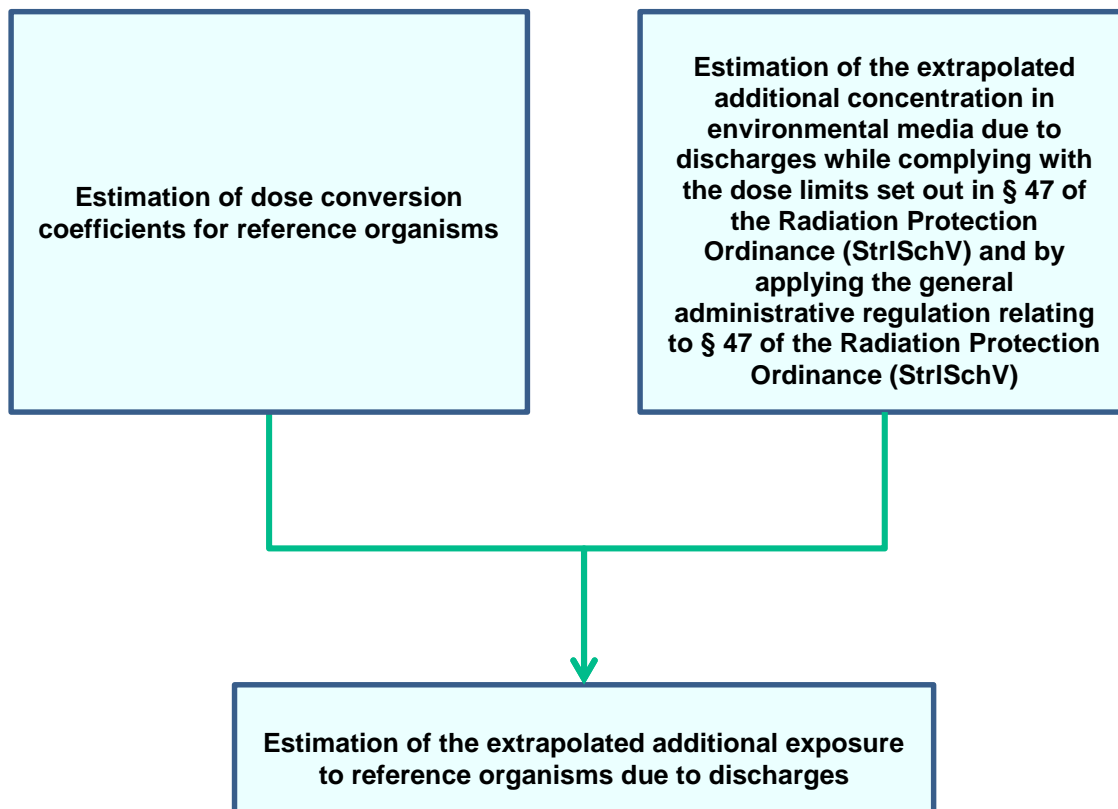 Estimation of dose conversion
coefficients for reference organisms
Estimation of the extrapolated
additional concentration in
environmental media due to
discharges while complying with
the dose limits set out in § 47 of
the Radiation Protection
Ordinance (StrlSchV) and by
applying the general
administrative regulation relating
to § 47 of the Radiation Protection
Ordinance (StrlSchV)
Estimation of the extrapolated additional exposure
to reference organisms due to discharges